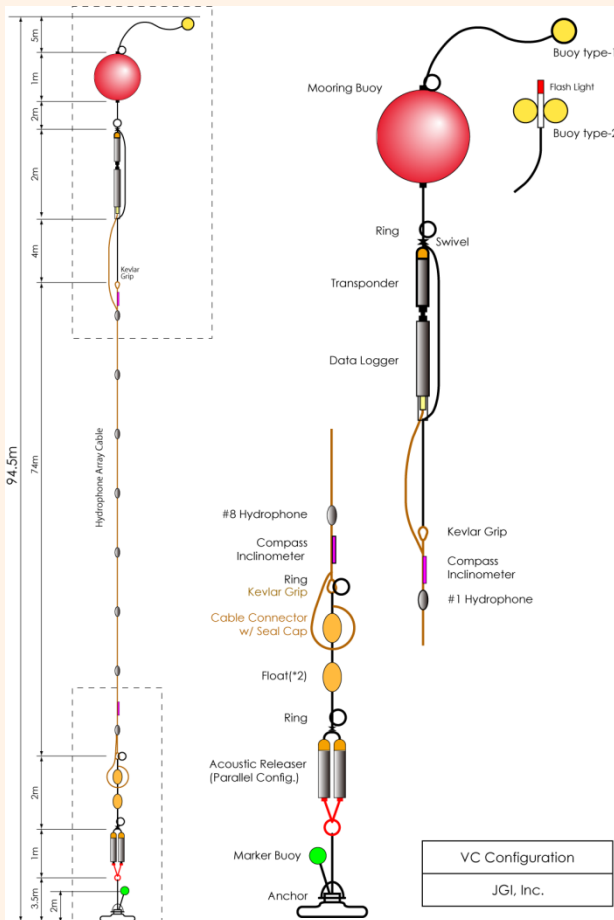 5m
1m
2m
2m
4m
74m
94.5m
2m
1m
3.5m
2m
Kevlar
Grip
Hydrophone Array Cable
Buoy type-1
Flash Light
Buoy type-2
Mooring Buoy
Ring
Swivel
Transponder
Data Logger
Kevlar Grip
Compass
Inclinometer
#1 Hydrophone
#8 Hydrophone
Compass
Inclinometer
Ring
Kevlar Grip
Cable Connector
w/ Seal Cap
Float(*2)
Ring
Acoustic Releaser
(Parallel Config.)
Marker Buoy
Anchor
VC Configuration
JGI, Inc.